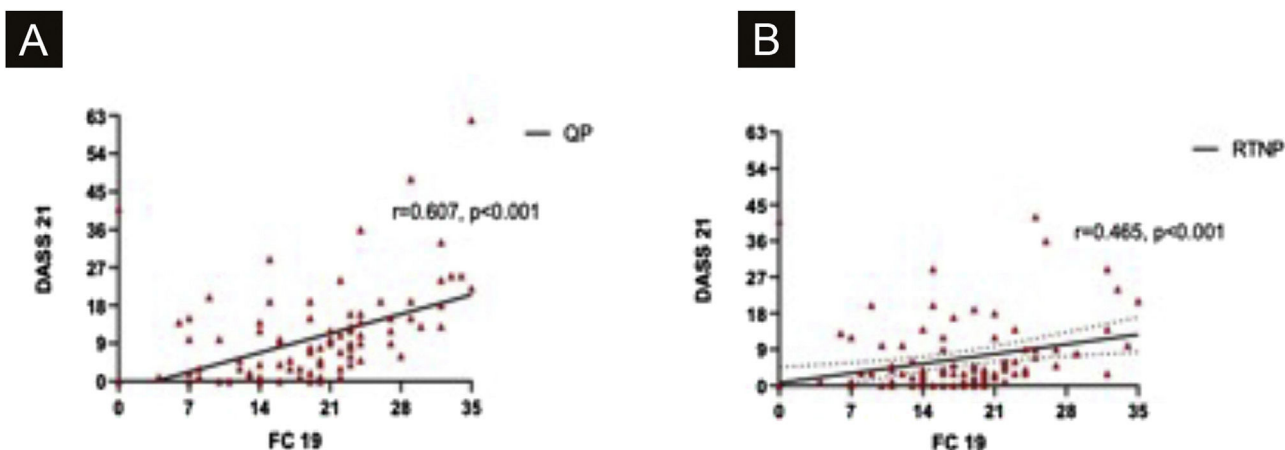 A
63
54
45
36
27
18
9
0
DASS 21
0 7 14 21 28 35
FC 19
QP
r=0.607, p<0.001
B
63
54
45
36
27
18
9
0
DASS 21
0 7 14 21 28 35
FC 19
RTNP
r=0.465, p<0.001